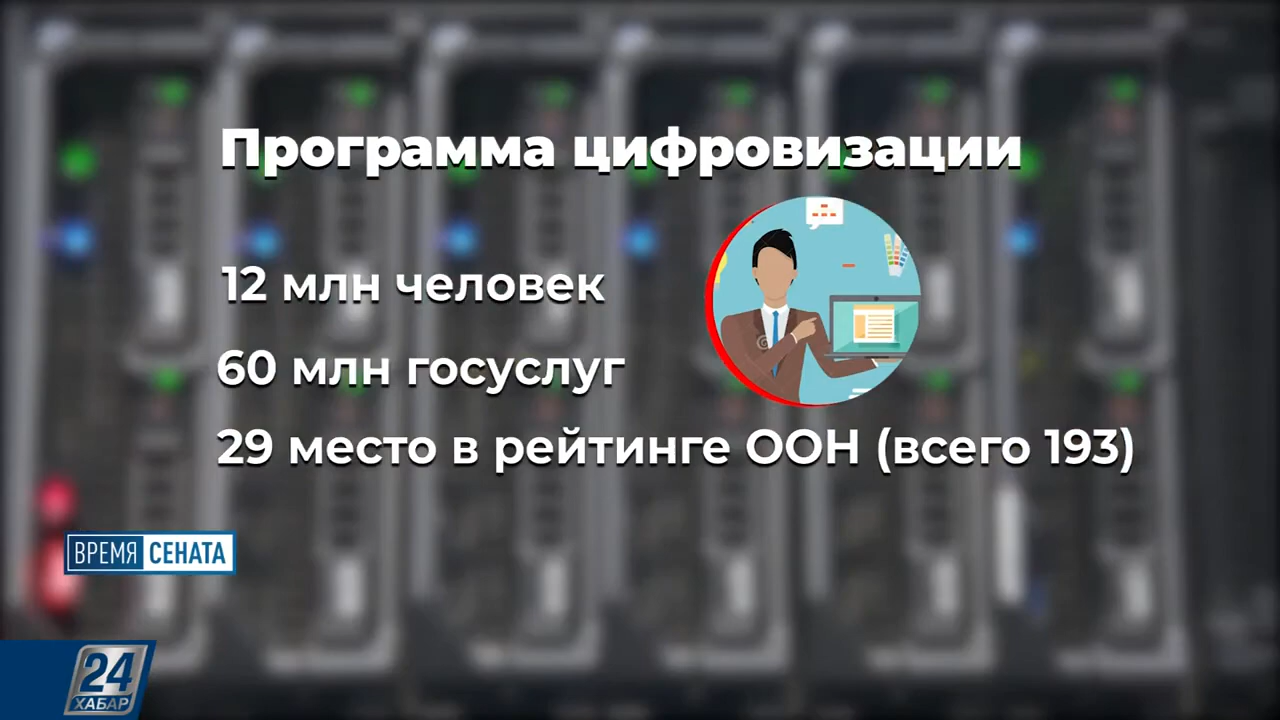 Программа цифровизации
12 млн человек
60 млн госуслуг
29 место в рейтинге ООН (всего 193)
ВРЕМЯ СЕНАТА
24
ХАБАР